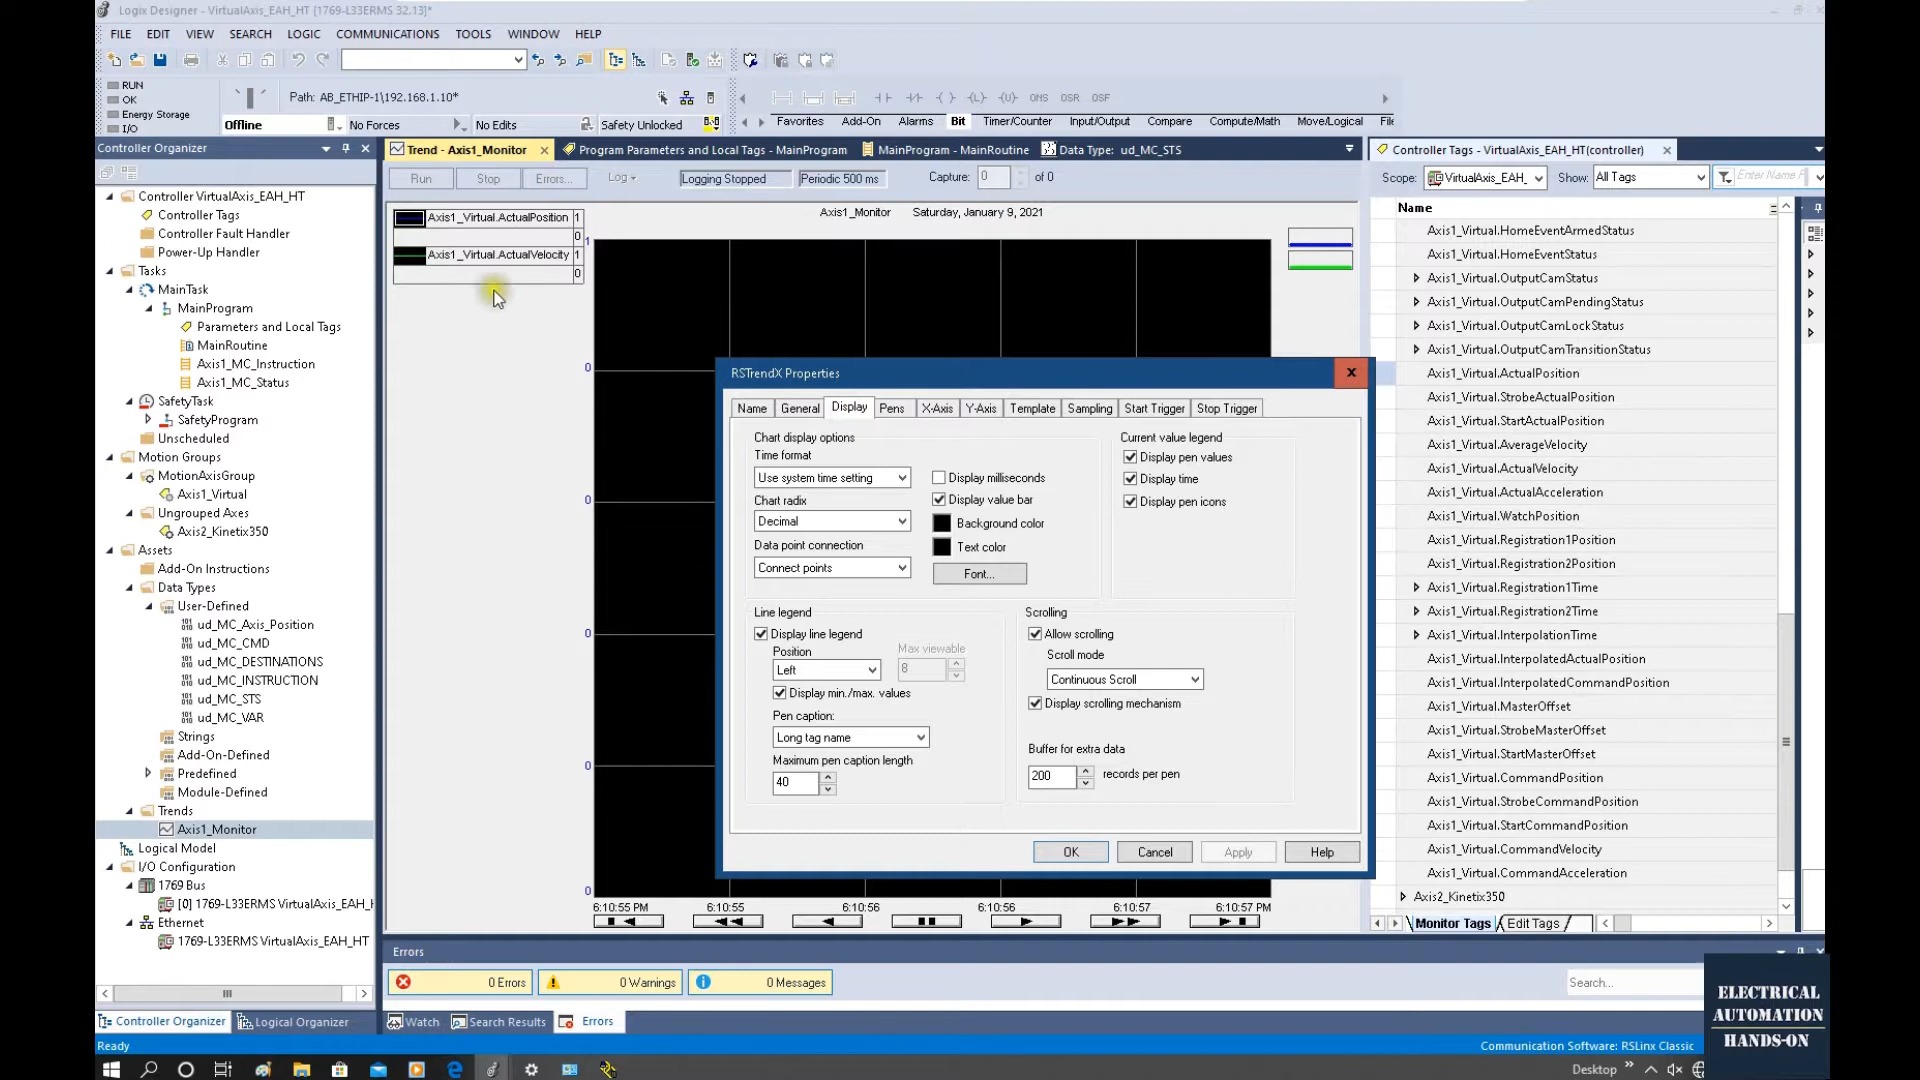 Logix Designer - VirtualAxis_EAH_HT [1769-L33ERMS 32.13]*
FILE EDIT VIEW SEARCH LOGIC COMMUNICATIONS TOOLS WINDOW HELP
RUN
OK
Energy Storage
I/O
Path: AB_ETHIP-1\192.168.1.10*
Offline No Forces No Edits Safety Unlocked
ONS OSR OSF
Favorites Add-On Alarms Bit Timer/Counter Input/Output Compare Compute/Math Move/Logical
Controller Organizer
Controller VirtualAxis_EAH_HT
Controller Tags
Controller Fault Handler
Power-Up Handler
Tasks
MainTask
MainProgram
Parameters and Local Tags
MainRoutine
Axis1_MC_Instruction
Axis1_MC_Status
SafetyTask
SafetyProgram
Unscheduled
Motion Groups
MotionAxisGroup
Axis1_Virtual
Ungrouped Axes
Axis2_Kinetix350
Assets
Add-On Instructions
Data Types
User-Defined
ud_MC_Axis_Position
ud_MC_CMD
ud_MC_DESTINATIONS
ud_MC_INSTRUCTION
ud_MC_STS
ud_MC_VAR
Strings
Add-On-Defined
Predefined
Module-Defined
Trends
Axis1_Monitor
Logical Model
I/O Configuration
1769 Bus
[0] 1769-L33ERMS VirtualAxis_EAH_H
Ethernet
1769-L33ERMS VirtualAxis_EAH_HT
Controller Organizer Logical Organizer
Trend - Axis1_Monitor Program Parameters and Local Tags - MainProgram MainProgram - MainRoutine Data Type: ud_MC_STS
Run Stop Errors... Log Logging Stopped Periodic 500 ms Capture: 0 of 0
Axis1_Monitor Saturday, January 9, 2021
Axis1_Virtual.ActualPosition 1
0
Axis1_Virtual.ActualVelocity 1
0
1
0
0
0
0
0
6:10:55 6:10:55 6:10:56 6:10:56 6:10:57 6:10:57 PM
RSTrendX Properties
Name General Display Pens X-Axis Y-Axis Template Sampling Start Trigger Stop Trigger
Chart display options
Time format
Use system time setting
Chart radix
Decimal
Data point connection
Connect points
Display milliseconds
Display value bar
Background color
Text color
Font...
Current value legend
Display pen values
Display time
Display pen icons
Line legend
Display line legend
Position
Left
Max viewable
8
Display min./max. values
Pen caption:
Long tag name
Maximum pen caption length
40
Scrolling
Allow scrolling
Scroll mode
Continuous Scroll
Display scrolling mechanism
Buffer for extra data
200 records per pen
OK Cancel Apply Help
Controller Tags - VirtualAxis_EAH_HT(controller)
Scope: VirtualAxis_EAH_ Show: All Tags
Name
Axis1_Virtual.HomeEventArmedStatus
Axis1_Virtual.HomeEventStatus
Axis1_Virtual.OutputCamStatus
Axis1_Virtual.OutputCamPendingStatus
Axis1_Virtual.OutputCamLockStatus
Axis1_Virtual.OutputCamTransitionStatus
Axis1_Virtual.ActualPosition
Axis1_Virtual.StrobeActualPosition
Axis1_Virtual.StartActualPosition
Axis1_Virtual.AverageVelocity
Axis1_Virtual.ActualVelocity
Axis1_Virtual.ActualAcceleration
Axis1_Virtual.WatchPosition
Axis1_Virtual.Registration1Position
Axis1_Virtual.Registration2Position
Axis1_Virtual.Registration1Time
Axis1_Virtual.Registration2Time
Axis1_Virtual.InterpolationTime
Axis1_Virtual.InterpolatedActualPosition
Axis1_Virtual.InterpolatedCommandPosition
Axis1_Virtual.MasterOffset
Axis1_Virtual.StrobeMasterOffset
Axis1_Virtual.StartMasterOffset
Axis1_Virtual.CommandPosition
Axis1_Virtual.StrobeCommandPosition
Axis1_Virtual.StartCommandPosition
Axis1_Virtual.CommandVelocity
Axis1_Virtual.CommandAcceleration
Axis2_Kinetix350
Monitor Tags Edit Tags
Errors
0 Errors 0 Warnings 0 Messages
Search...
Watch Search Results Errors
Ready
Communication Software: RSLinx Classic
Desktop
ELECTRICAL
AUTOMATION
HANDS-ON